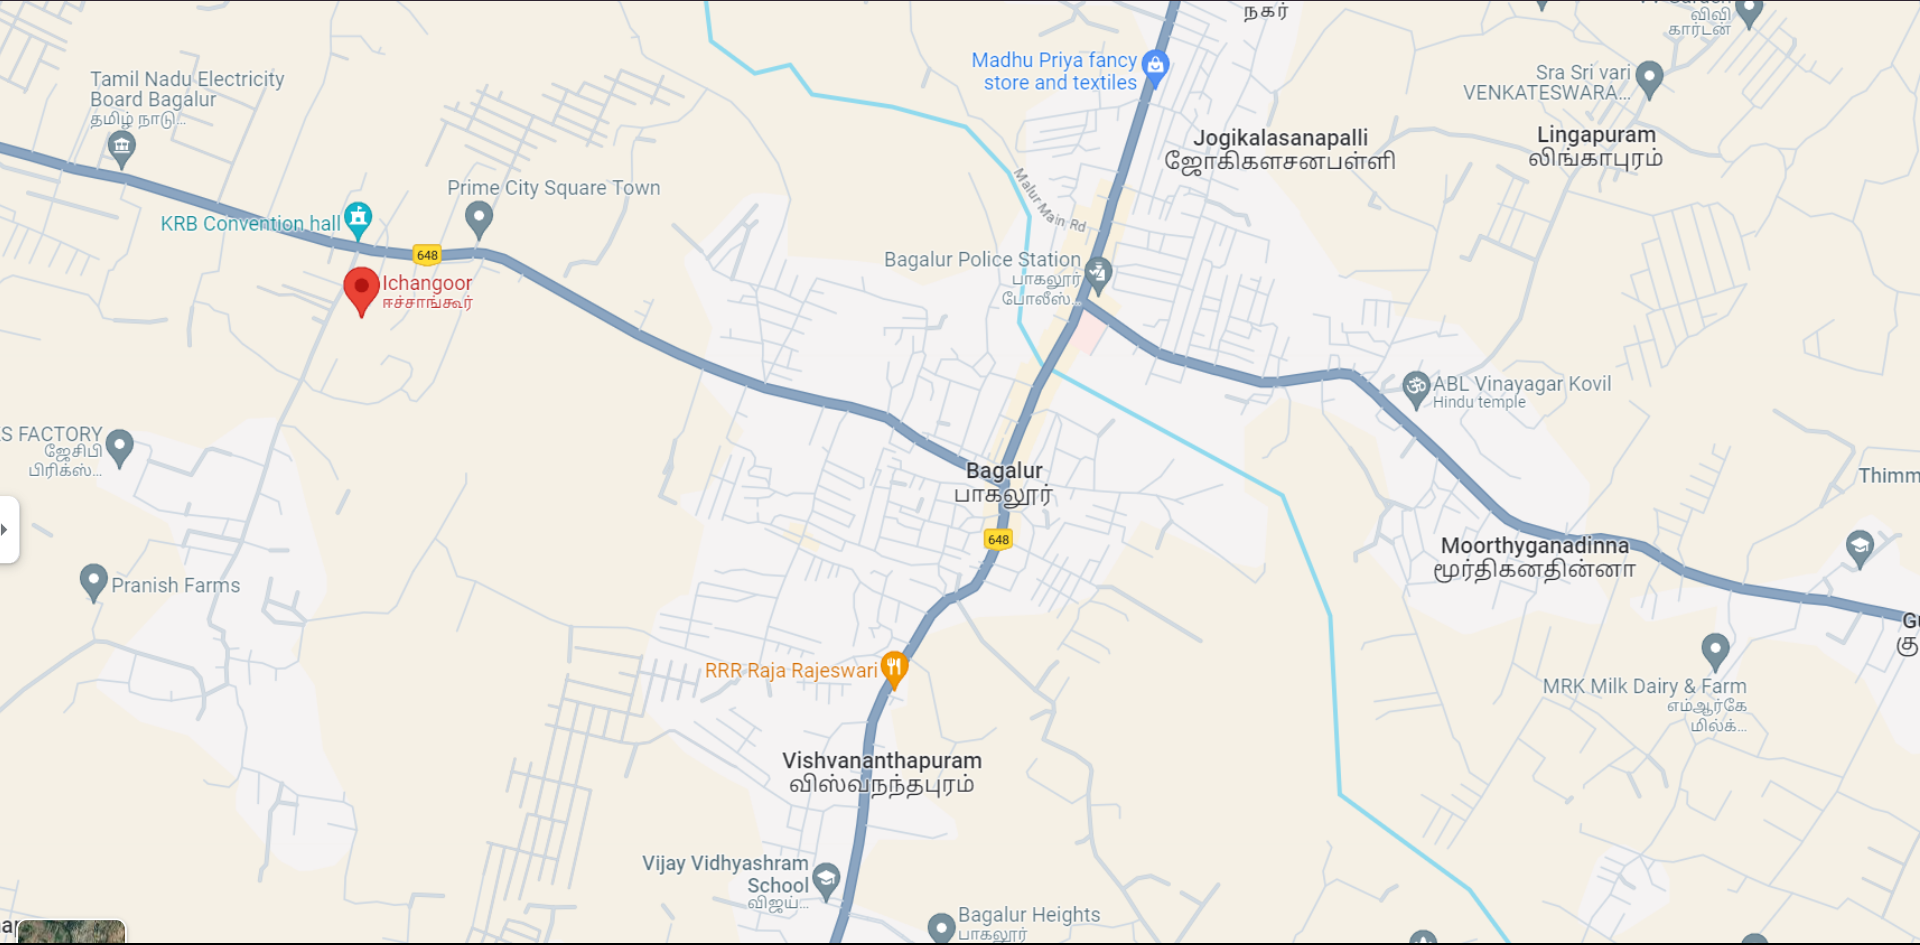 நகர்
விவி
கார்டன்
Madhu Priya fancy
store and textiles
Sra Sri vari
VENKATESWARA...
Tamil Nadu Electricity
Board Bagalur
தமிழ் நாடு...
Jogikalasanapalli
ஜோகிகளசனபள்ளி
Lingapuram
லிங்காபுரம்
Malur Main Rd
Prime City Square Town
KRB Convention hall
648
Bagalur Police Station
பாகலூர்
போலீஸ்...
Ichangoor
ஈச்சாங்கூர்
ABL Vinayagar Kovil
Hindu temple
S FACTORY
ஜேசிபி
பிரிக்ஸ்...
Bagalur
பாகலூர்
Thimm
648
Moorthyganadinna
மூர்திகனதின்னா
Pranish Farms
கு
RRR Raja Rajeswari
MRK Milk Dairy & Farm
எம்ஆர்கே
மில்க்...
Vishvananthapuram
விஸ்வநந்தபுரம்
Vijay Vidhyashram
School
விஜய்...
Bagalur Heights
பாகலூர்